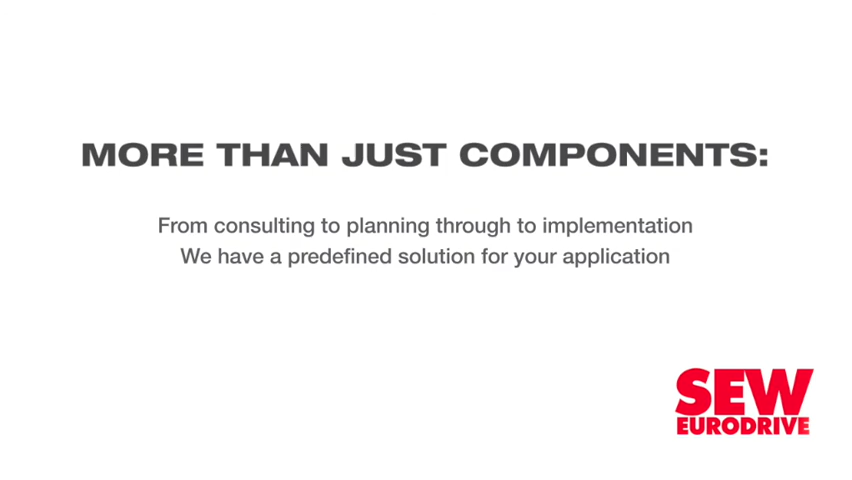 MORE THAN JUST COMPONENTS:
From consulting to planning through to implementation
We have a predefined solution for your application
SEW
EURODRIVE